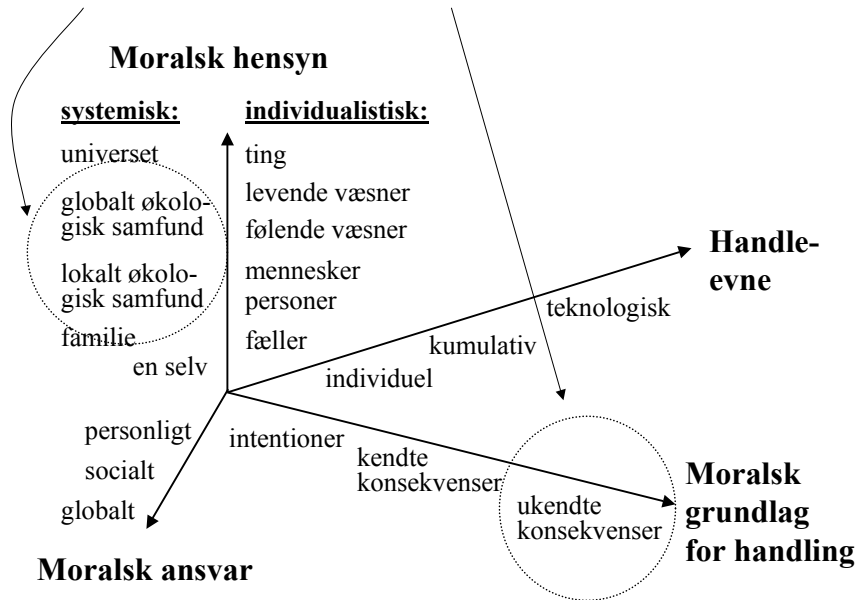 Moralsk hensyn
systemisk:
universet
globalt økolo-
gisk samfund
lokalt økolo-
gisk samfund
familie
en selv
individualistisk:
ting
levende væsner
følende væsner
mennesker
personer
fæller
Handle-
evne
teknologisk
kumulativ
individuel
personligt
socialt
globalt
Moralsk ansvar
intentioner
kendte
konsekvenser
ukendte
konsekvenser
Moralsk
grundlag
for handling